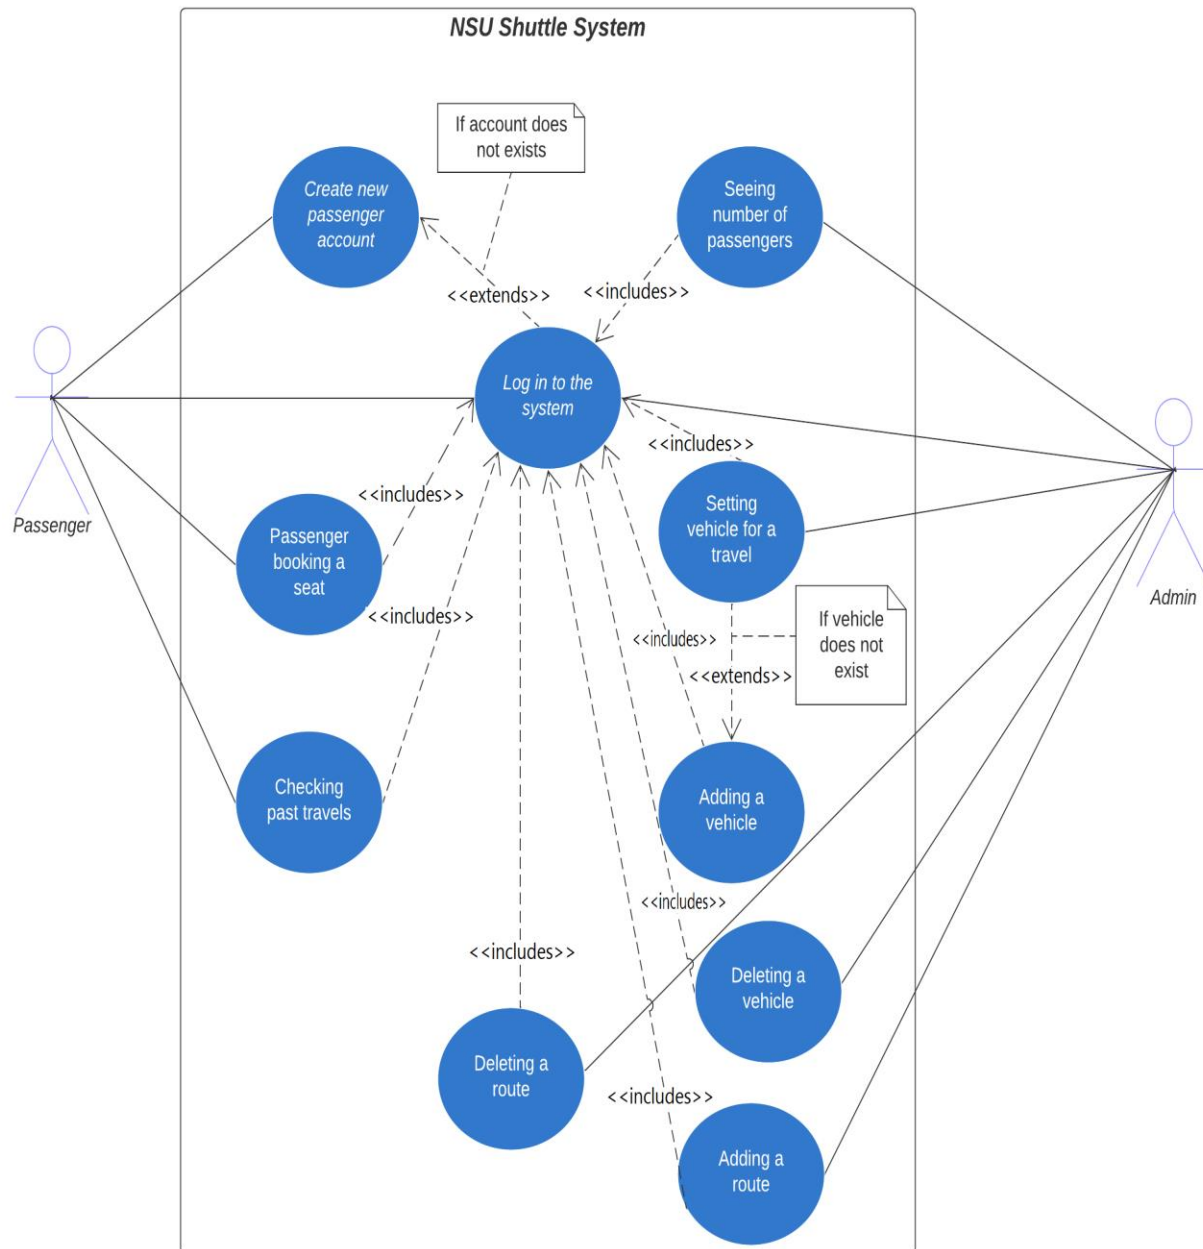 NSU Shuttle System
If account does
not exists
Create new
passenger
account
Seeing
number of
passengers
<<extends>>
<<includes>>
Log in to the
system
<<includes>>
<<includes>>
Passenger
Passenger
booking a
seat
Setting
vehicle for a
travel
Admin
<<includes>>
<<includes>>
If vehicle
does not
exist
<<extends>>
Checking
past travels
Adding a
vehicle
<<includes>>
<<includes>>
Deleting a
vehicle
Deleting a
route
<<includes>>
Adding a
route